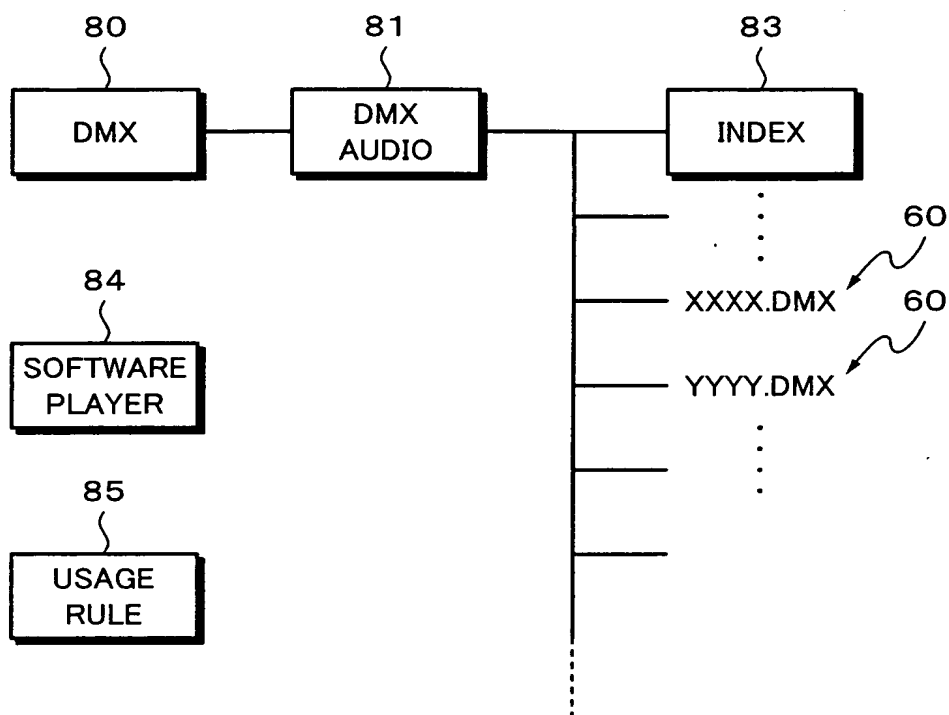 80
81
83
DMX
DMX
AUDIO
INDEX
60
XXXX.DMX
60
YYYY.DMX
84
SOFTWARE
PLAYER
85
USAGE
RULE